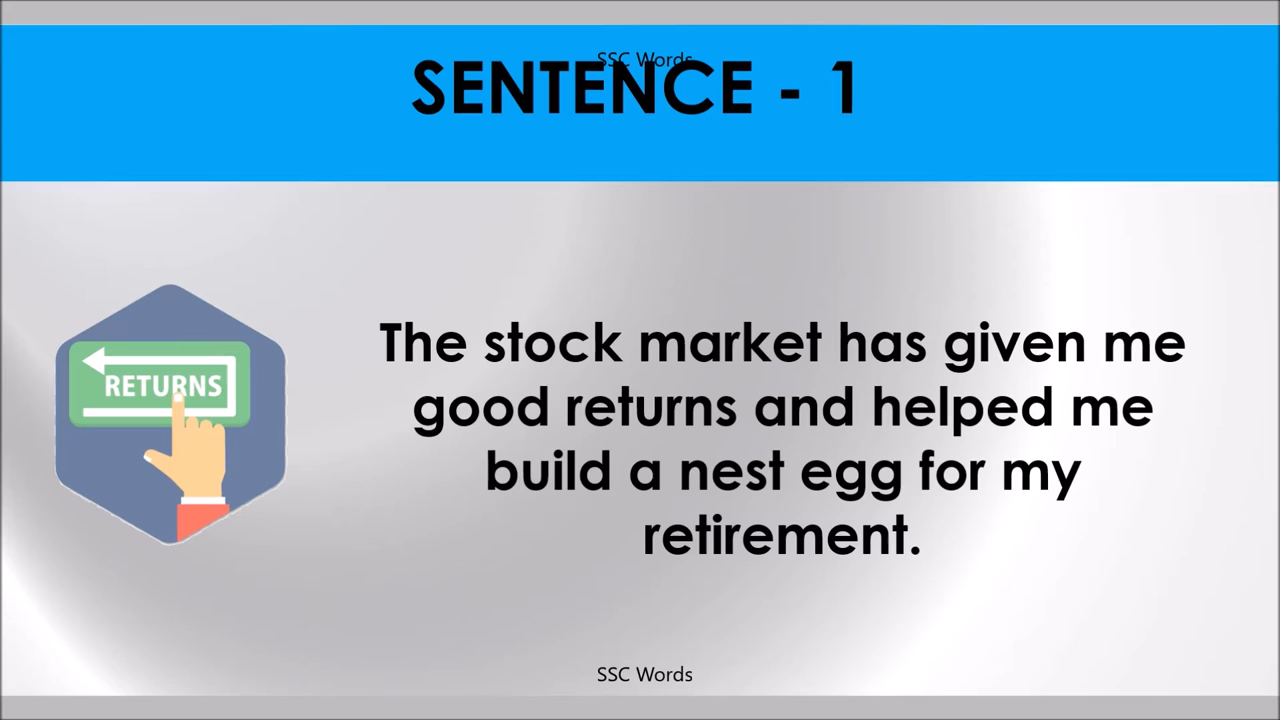 SSC Words
SENTENCE - 1
RETURNS
The stock market has given me
good returns and helped me
build a nest egg for my
retirement.
SSC Words